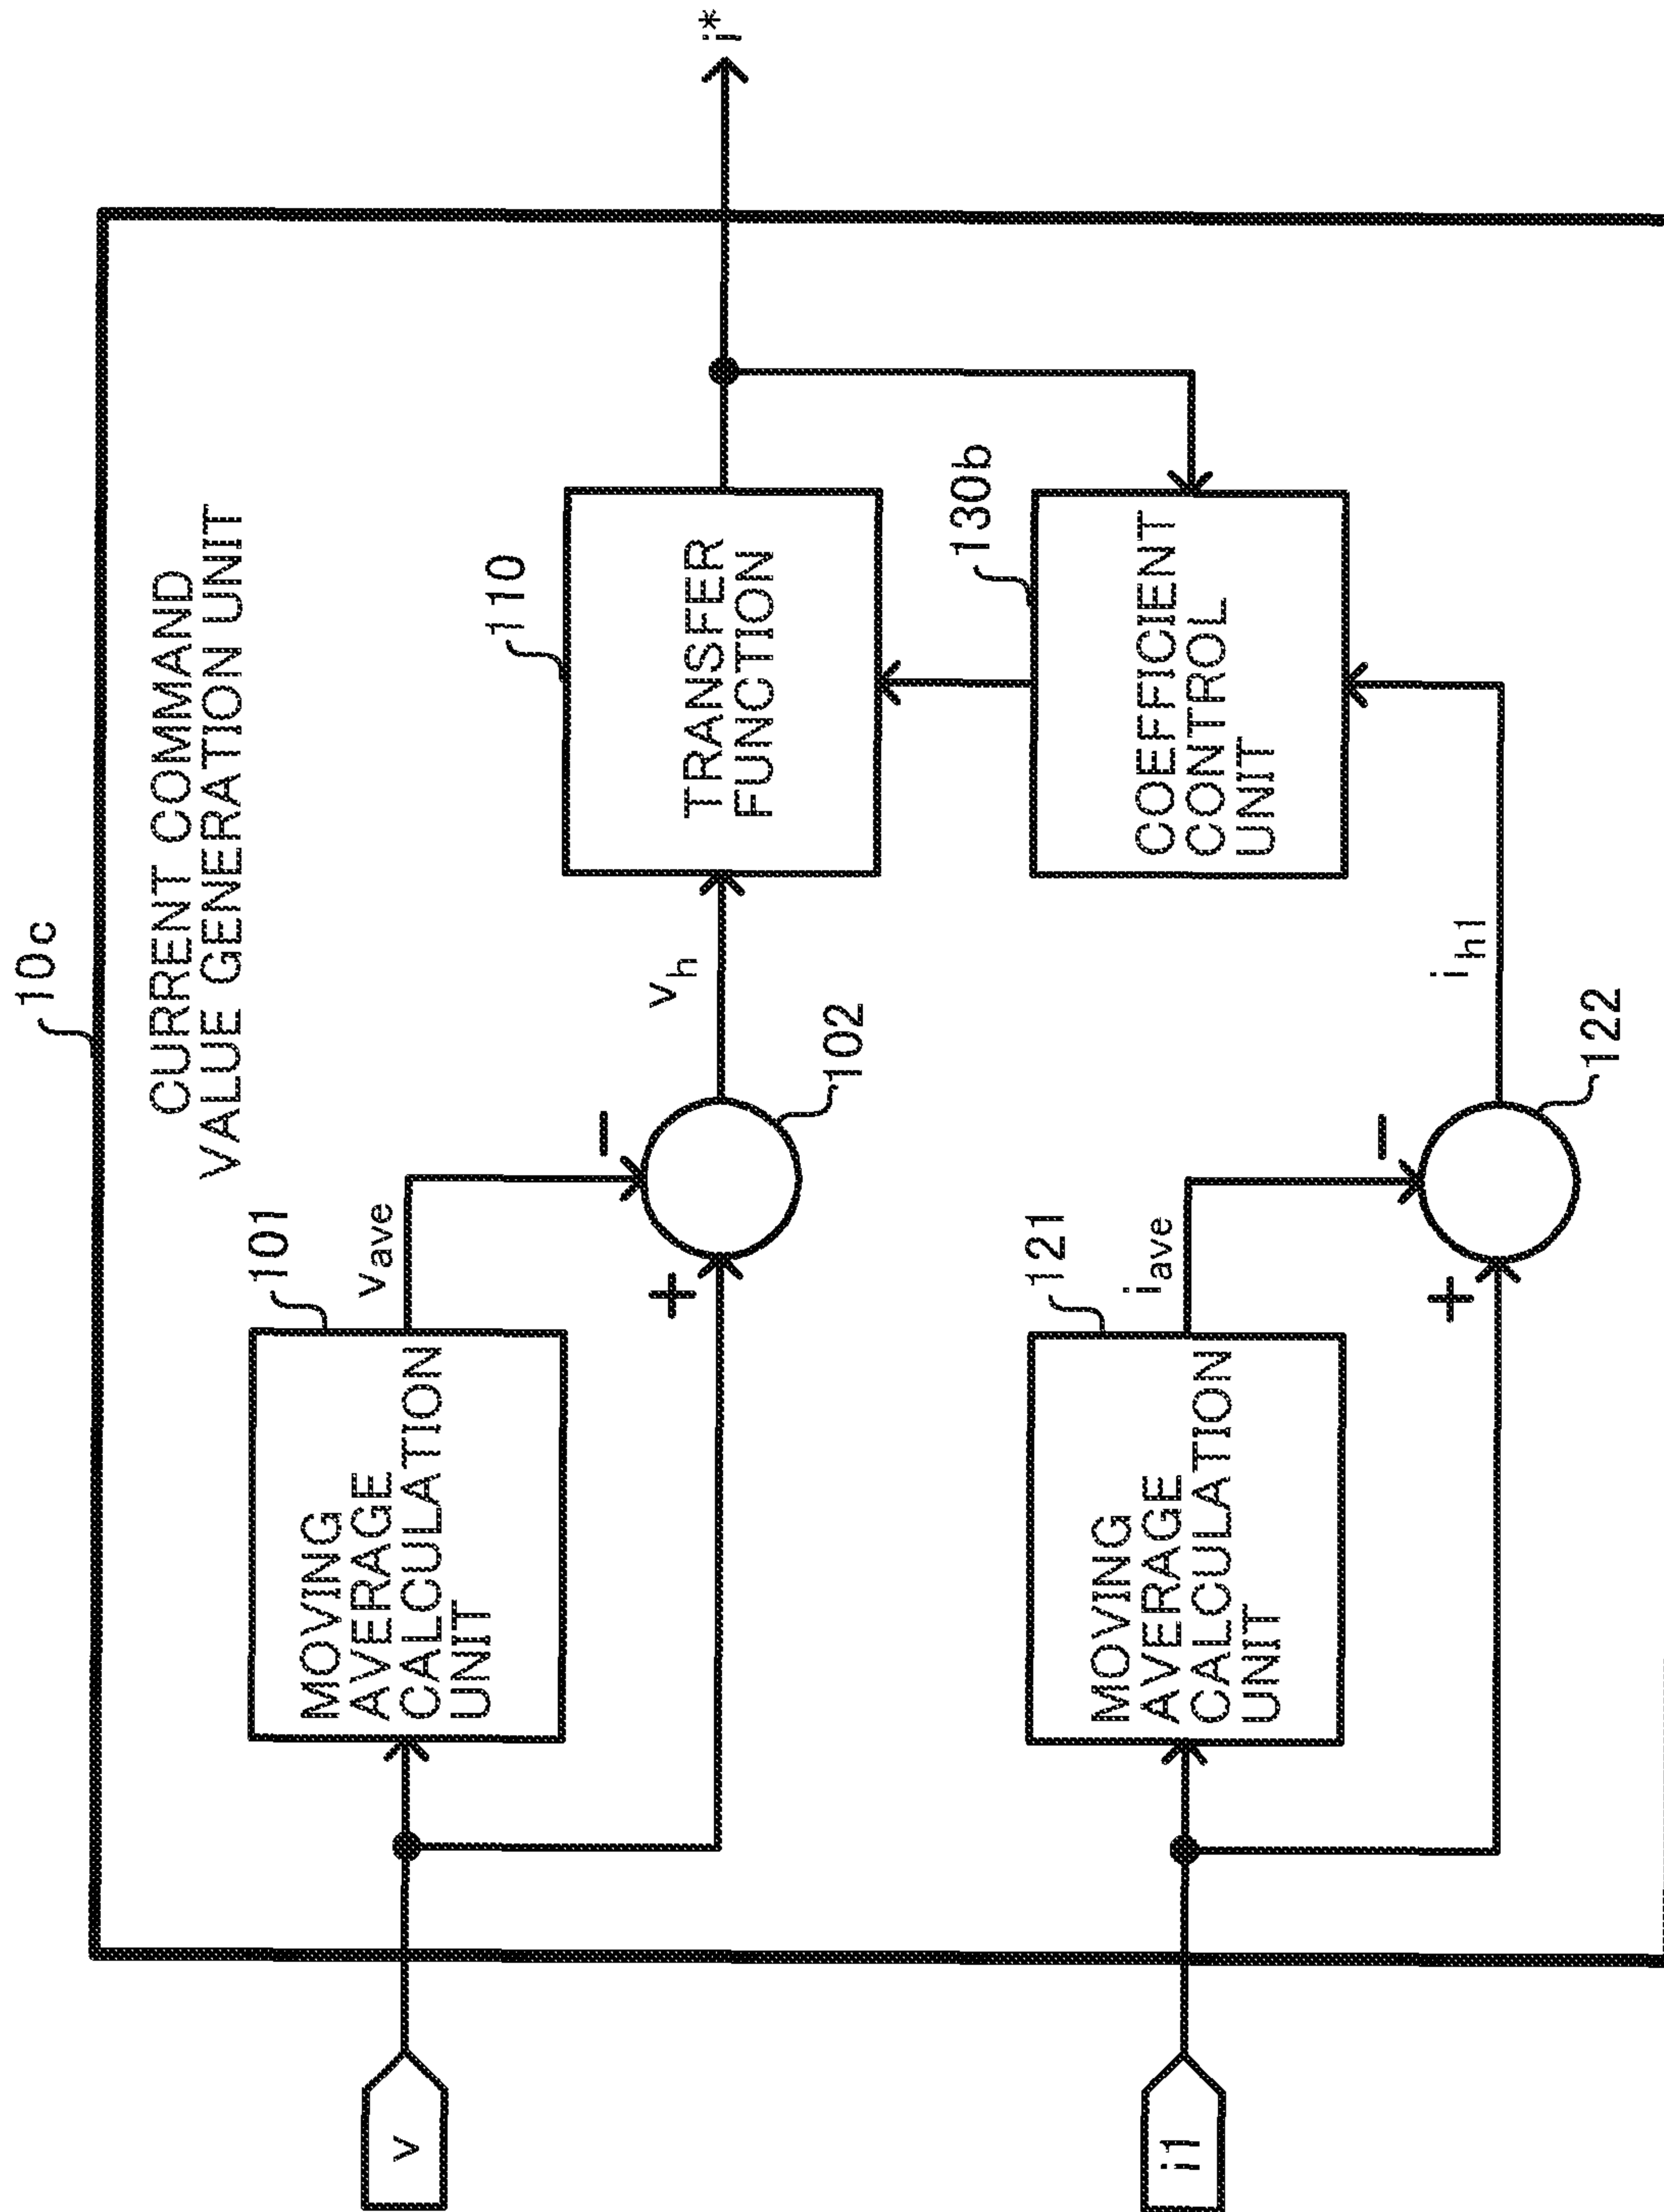 10c
CURRENT COMMAND
VALUE GENERATION UNIT
v
MOVING
AVERAGE
CALCULATION
UNIT
101
vave
−
+
102
vh
TRANSFER
FUNCTION
110
i*
i1
MOVING
AVERAGE
CALCULATION
UNIT
121
iave
−
+
122
ih1
COEFFICIENT
CONTROL
UNIT
130b